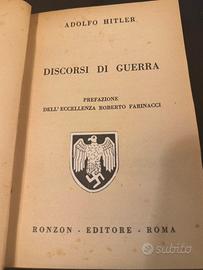 ADOLFO HITLER
DISCORSI DI GUERRA
PREFAZIONE
DELL'ECCELLENZA ROBERTO FARINACCI
RONZON - EDITORE - ROMA
subito